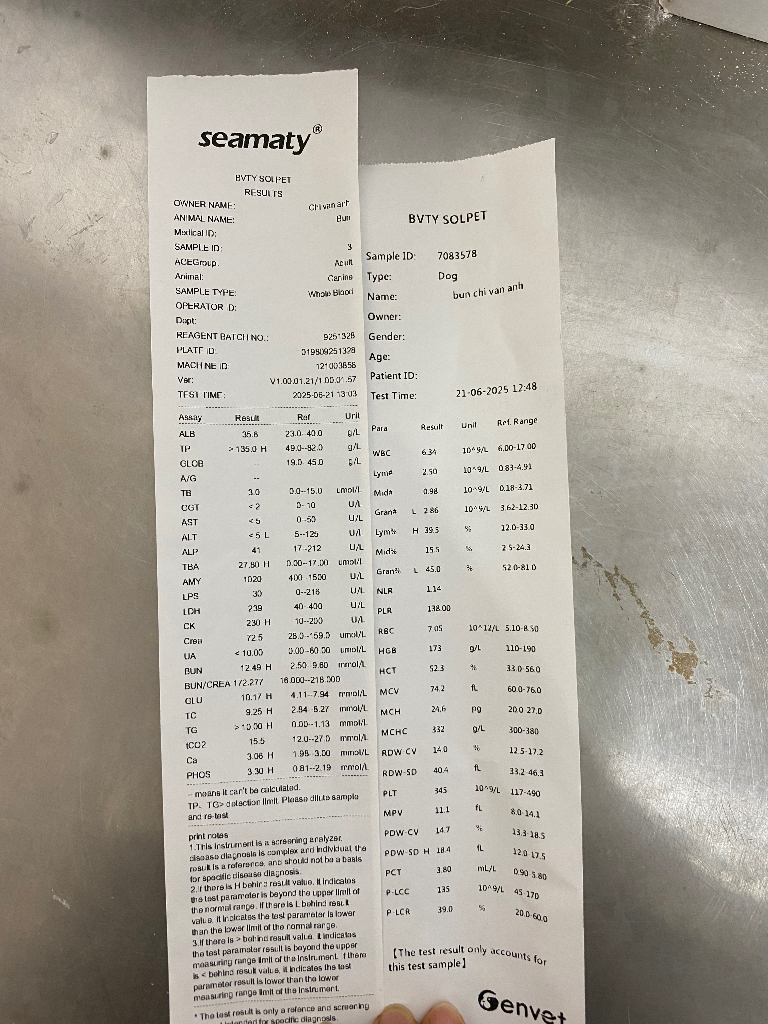 seamaty®
BVTY SOLPET
RESULTS
OWNER NAME: Chi van anh
ANIMAL NAME: Bun
Medical ID:
SAMPLE ID: 3
AGEGroup: Adult
Animal: Canine
SAMPLE TYPE: Whole Blood
OPERATOR ID:
Dept:
REAGENT BATCH NO.: 9251328
PLATE ID: 019809251328
MACHINE ID: 121003858
Ver: V1.00.01.21/1.00.01.57
TEST TIME: 2025-06-21 13:03
Assay Result Ref Unit
ALB 35.6 23.0--40.0 g/L
TP >135.0 H 49.0--82.0 g/L
GLOB -- 19.0--45.0 g/L
A/G --
TB 3.0 0.0--15.0 umol/L
GGT <2 0--10 U/L
AST <5 0--50 U/L
ALT <5 L 5--125 U/L
ALP 41 17--212 U/L
TBA 27.80 H 0.00--17.00 umol/L
AMY 1020 400--1500 U/L
LPS 30 0--216 U/L
LDH 239 40--400 U/L
CK 230 H 10--200 U/L
Crea 72.5 28.0--159.0 umol/L
UA <10.00 0.00--60.00 umol/L
BUN 12.49 H 2.50--9.60 mmol/L
BUN/CREA 172.277 16.000--218.000
GLU 10.17 H 4.11--7.94 mmol/L
TC 9.25 H 2.84--8.27 mmol/L
TG >10.00 H 0.00--1.13 mmol/L
tCO2 15.5 12.0--27.0 mmol/L
Ca 3.06 H 1.98--3.00 mmol/L
PHOS 3.30 H 0.81--2.19 mmol/L
-- means it can't be calculated.
TP、TG> detection limit. Please dilute sample
and re-test
print notes
1.This instrument is a screening analyzer,
disease diagnosis is complex and individual, the
result is a reference, and should not be a basis
for specific disease diagnosis.
2.If there is H behind result value, it indicates
the test parameter is beyond the upper limit of
the normal range. If there is L behind result
value, it indicates the test parameter is lower
than the lower limit of the normal range.
3.If there is > behind result value, it indicates
the test parameter result is beyond the upper
measuring range limit of the instrument. If there
is < behind result value, it indicates the test
parameter result is lower than the lower
measuring range limit of the instrument.
* The test result is only a refence and screening
intended for specific diagnosis.
BVTY SOLPET
Sample ID: 7083578
Type: Dog
Name: bun chi van anh
Owner:
Gender:
Age:
Patient ID:
Test Time: 21-06-2025 12:48
Para Result Unit Ref. Range
WBC 6.34 10^9/L 6.00-17.00
Lym# 2.50 10^9/L 0.83-4.91
Mid# 0.98 10^9/L 0.18-3.71
Gran# L 2.86 10^9/L 3.62-12.30
Lym% H 39.5 % 12.0-33.0
Mid% 15.5 % 2.5-24.3
Gran% L 45.0 % 52.0-81.0
NLR 1.14
PLR 138.00
RBC 7.05 10^12/L 5.10-8.50
HGB 173 g/L 110-190
HCT 52.3 % 33.0-56.0
MCV 74.2 fL 60.0-76.0
MCH 24.6 pg 20.0-27.0
MCHC 332 g/L 300-380
RDW-CV 14.0 % 12.5-17.2
RDW-SD 40.4 fL 33.2-46.3
PLT 345 10^9/L 117-490
MPV 11.1 fL 8.0-14.1
PDW-CV 14.7 % 13.3-18.5
PDW-SD H 18.4 fL 12.0-17.5
PCT 3.80 mL/L 0.90-5.80
P-LCC 135 10^9/L 45-170
P-LCR 39.0 % 20.0-60.0
【The test result only accounts for
this test sample】
Genvet